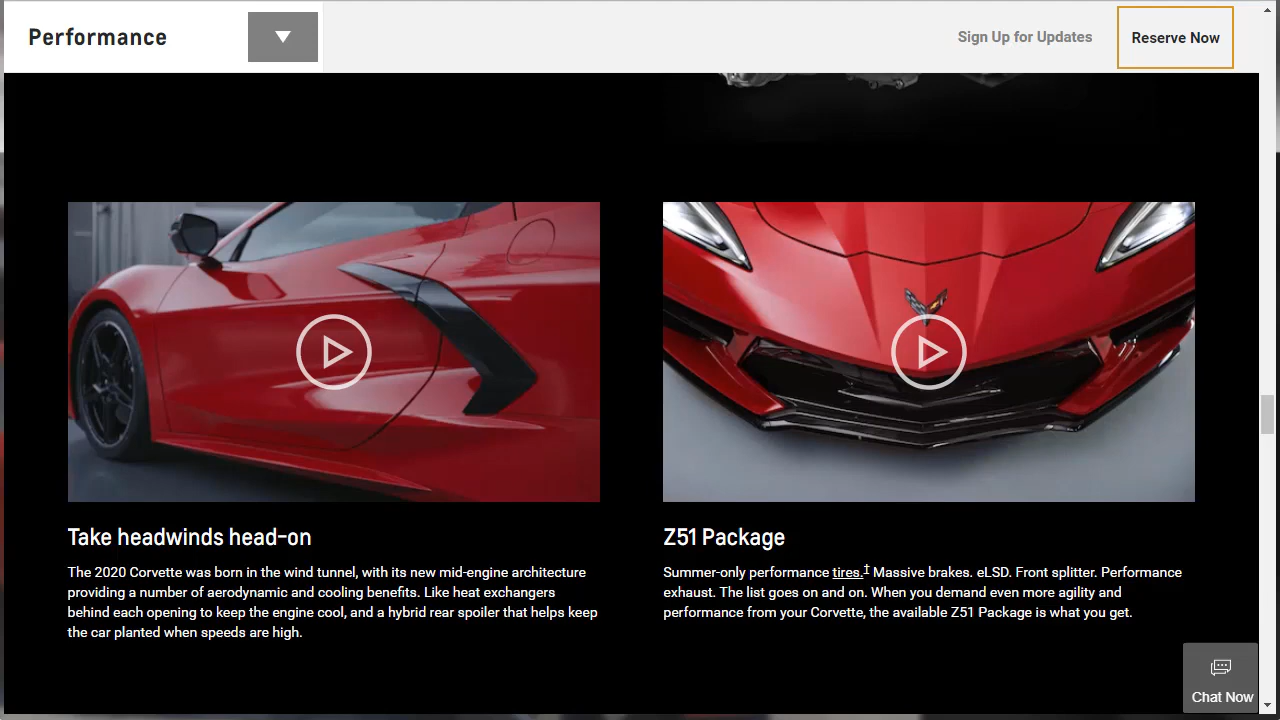 Performance
Sign Up for Updates
Reserve Now
Take headwinds head-on
The 2020 Corvette was born in the wind tunnel, with its new mid-engine architecture
providing a number of aerodynamic and cooling benefits. Like heat exchangers
behind each opening to keep the engine cool, and a hybrid rear spoiler that helps keep
the car planted when speeds are high.
Z51 Package
Summer-only performance tires.† Massive brakes. eLSD. Front splitter. Performance
exhaust. The list goes on and on. When you demand even more agility and
performance from your Corvette, the available Z51 Package is what you get.
Chat Now